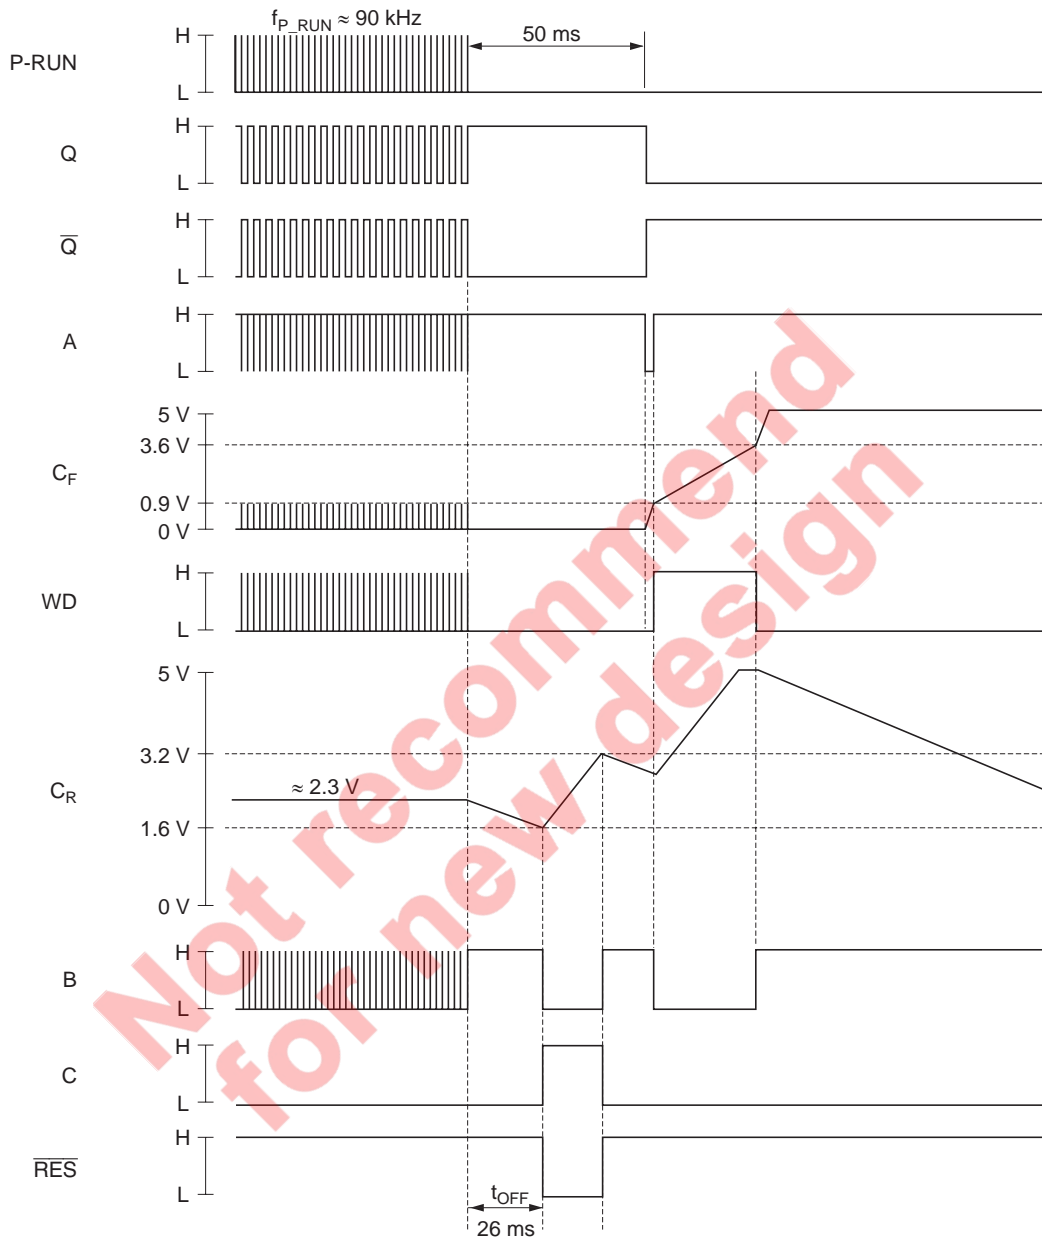 f_P_RUN ≈ 90 kHz
50 ms
P-RUN
H
L
Q
H
L
Q̅
H
L
A
H
L
C_F
5 V
3.6 V
0.9 V
0 V
WD
H
L
C_R
5 V
3.2 V
≈ 2.3 V
1.6 V
0 V
B
H
L
C
H
L
R̅E̅S̅
H
L
t_OFF
26 ms
Not recommend
for new design